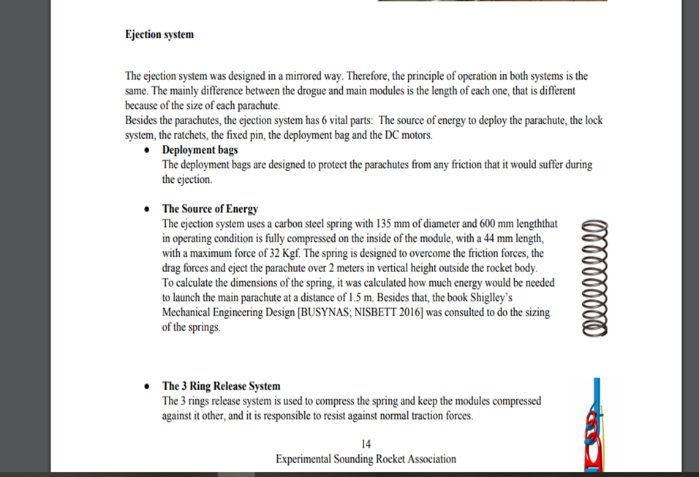 Ejection system
The ejection system was designed in a mirrored way. Therefore, the principle of operation in both systems is the
same. The mainly difference between the drogue and main modules is the length of each one, that is different
because of the size of each parachute.
Besides the parachutes, the ejection system has 6 vital parts: The source of energy to deploy the parachute, the lock
system, the ratchets, the fixed pin, the deployment bag and the DC motors.
• Deployment bags
The deployment bags are designed to protect the parachutes from any friction that it would suffer during
the ejection.
• The Source of Energy
The ejection system uses a carbon steel spring with 135 mm of diameter and 600 mm lengththat
in operating condition is fully compressed on the inside of the module, with a 44 mm length,
with a maximum force of 32 Kgf. The spring is designed to overcome the friction forces, the
drag forces and eject the parachute over 2 meters in vertical height outside the rocket body.
To calculate the dimensions of the spring, it was calculated how much energy would be needed
to launch the main parachute at a distance of 1.5 m. Besides that, the book Shiglley's
Mechanical Engineering Design [BUSYNAS; NISBETT 2016] was consulted to do the sizing
of the springs.
• The 3 Ring Release System
The 3 rings release system is used to compress the spring and keep the modules compressed
against it other, and it is responsible to resist against normal traction forces.
14
Experimental Sounding Rocket Association